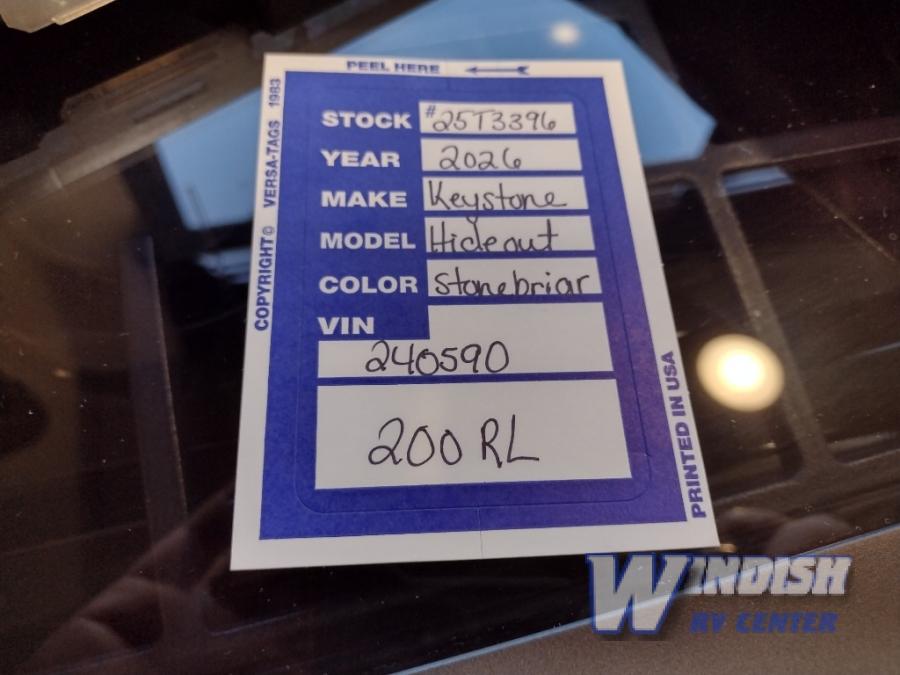 PEEL HERE
COPYRIGHT© VERSA-TAGS 1983
STOCK #25T3396
YEAR 2026
MAKE Keystone
MODEL Hideout
COLOR Stonebriar
VIN
240590
200 RL
PRINTED IN USA
WINDISH
RV CENTER